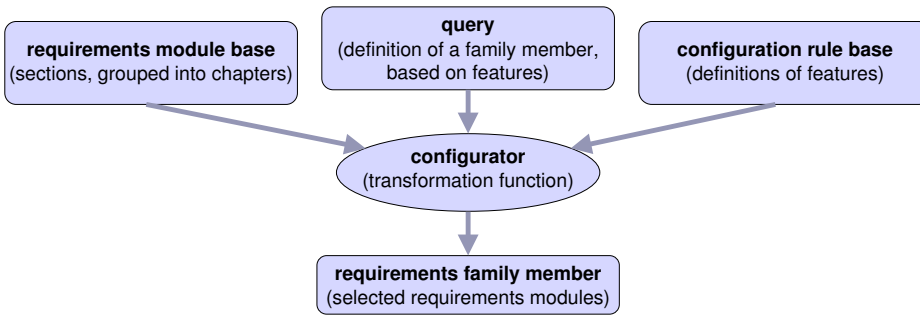 requirements module base
(sections, grouped into chapters)
query
(definition of a family member,
based on features)
configuration rule base
(definitions of features)
configurator
(transformation function)
requirements family member
(selected requirements modules)